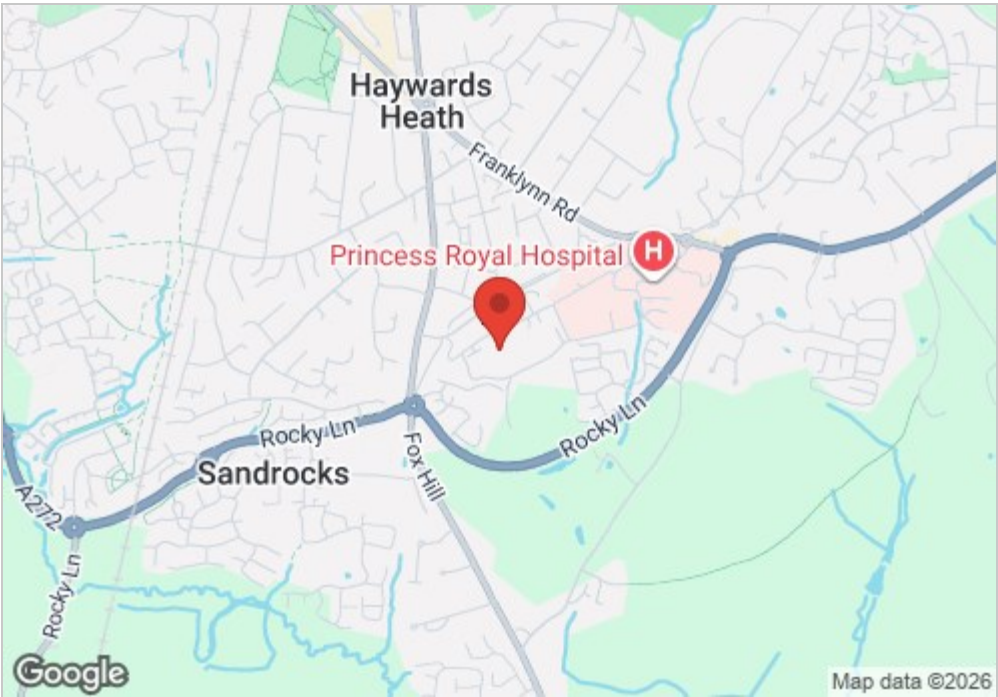 Haywards
Heath
Franklynn Rd
Princess Royal Hospital
H
Rocky Ln
Rocky Ln
Sandrocks
Fox Hill
A272
Rocky Ln
Google
Map data ©2026